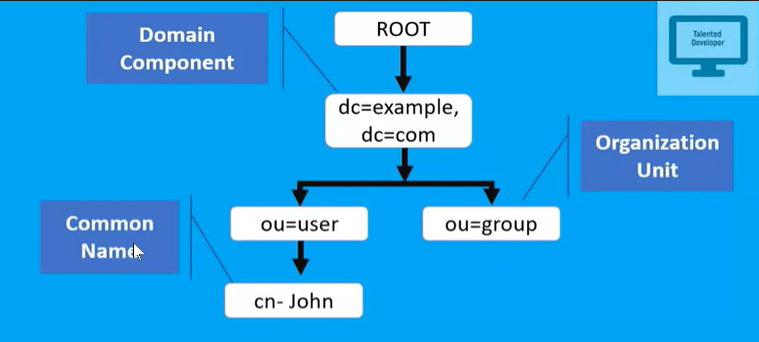 Domain
Component
ROOT
Talented
Developer
dc=example,
dc=com
Organization
Unit
Common
Name
ou=user
ou=group
cn- John